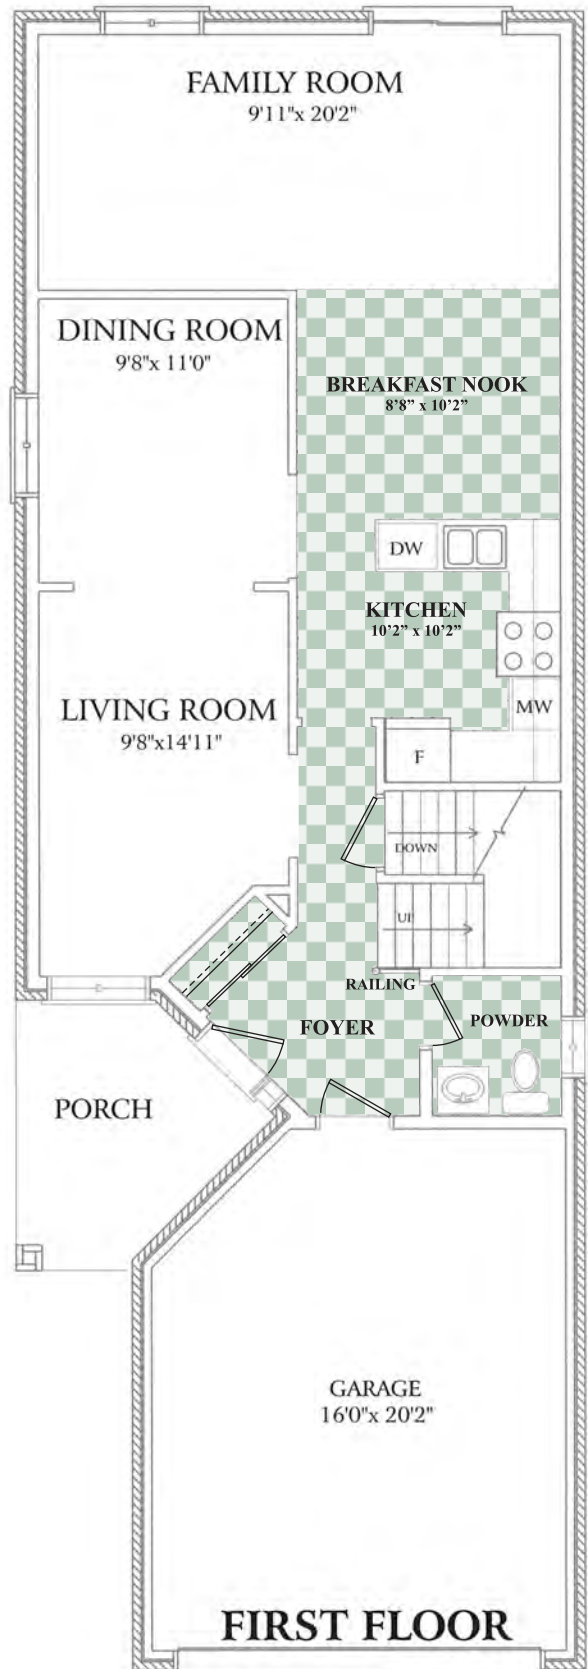 FAMILY ROOM
9'11"x 20'2"
DINING ROOM
9'8"x 11'0"
BREAKFAST NOOK
8'8” x 10'2”
DW
KITCHEN
10'2” x 10'2”
MW
LIVING ROOM
9'8"x14'11"
F
DOWN
UP
RAILING
FOYER
POWDER
PORCH
GARAGE
16'0"x 20'2"
FIRST FLOOR